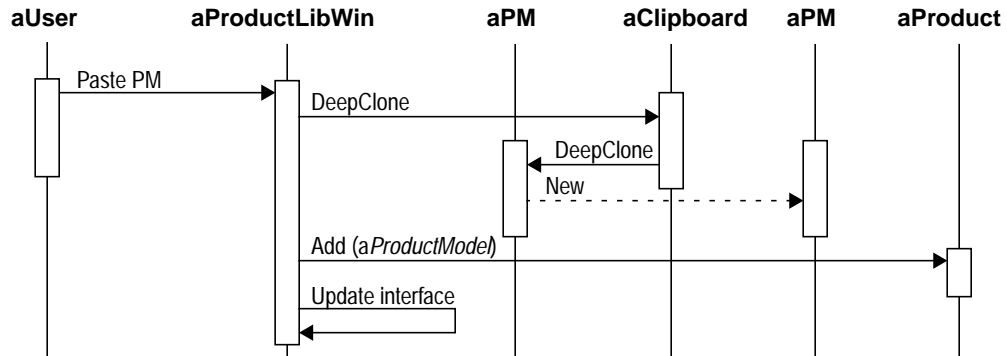 aUser aProductLibWin aPM aClipboard aPM aProduct
Paste PM
DeepClone
DeepClone
New
Add (aProductModel)
Update interface